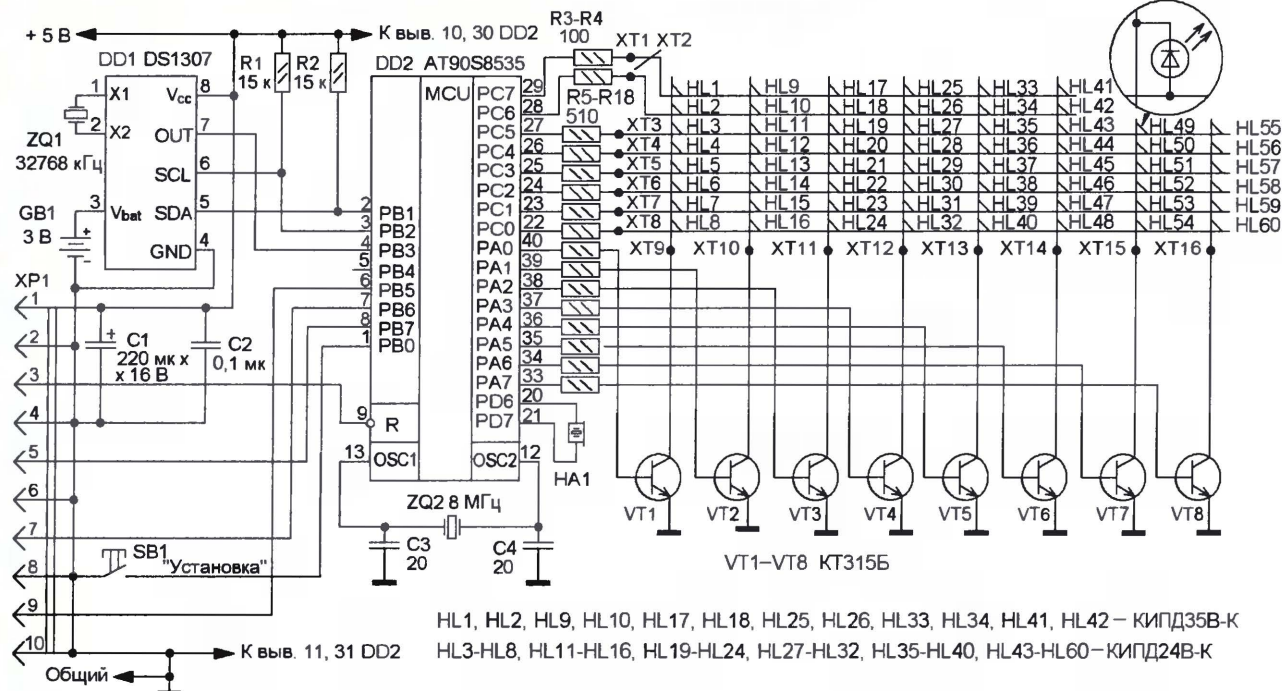 + 5 В
К выв. 10, 30 DD2
R3-R4
100
XT1 XT2
DD1 DS1307
R1
15 к
R2
15 к
DD2 AT90S8535
1 X1
Vcc 8
2 X2
OUT 7
ZQ1
32768 кГц
SCL 6
GB1
3 В
3 Vbat
SDA 5
GND 4
+
-
MCU
PC7 29
PC6 28
PC5 27
PC4 26
PC3 25
PC2 24
PC1 23
PC0 22
PA0 40
PA1 39
PA2 38
PA3 37
PA4 36
PA5 35
PA6 34
PA7 33
PD6 20
PD7 21
2 PB1
3 PB2
4 PB3
5 PB4
6 PB5
7 PB6
8 PB7
1 PB0
9 R
13 OSC1
OSC2 12
R5-R18
510
HL1 HL9 HL17 HL25 HL33 HL41
HL2 HL10 HL18 HL26 HL34 HL42
XT3 HL3 HL11 HL19 HL27 HL35 HL43 HL49 HL55
XT4 HL4 HL12 HL20 HL28 HL36 HL44 HL50 HL56
XT5 HL5 HL13 HL21 HL29 HL37 HL45 HL51 HL57
XT6 HL6 HL14 HL22 HL30 HL38 HL46 HL52 HL58
XT7 HL7 HL15 HL23 HL31 HL39 HL47 HL53 HL59
XT8 HL8 HL16 HL24 HL32 HL40 HL48 HL54 HL60
XT9 XT10 XT11 XT12 XT13 XT14 XT15 XT16
XP1
1
2
3
4
5
6
7
8
9
10
+
C1
220 мк х
х 16 В
C2
0,1 мк
HA1
ZQ2 8 МГц
C3
20
C4
20
SB1
"Установка"
VT1 VT2 VT3 VT4 VT5 VT6 VT7 VT8
VT1–VT8 КТ315Б
HL1, HL2, HL9, HL10, HL17, HL18, HL25, HL26, HL33, HL34, HL41, HL42 – КИПД35В-К
К выв. 11, 31 DD2
HL3-HL8, HL11-HL16, HL19-HL24, HL27-HL32, HL35-HL40, HL43-HL60–КИПД24В-К
Общий